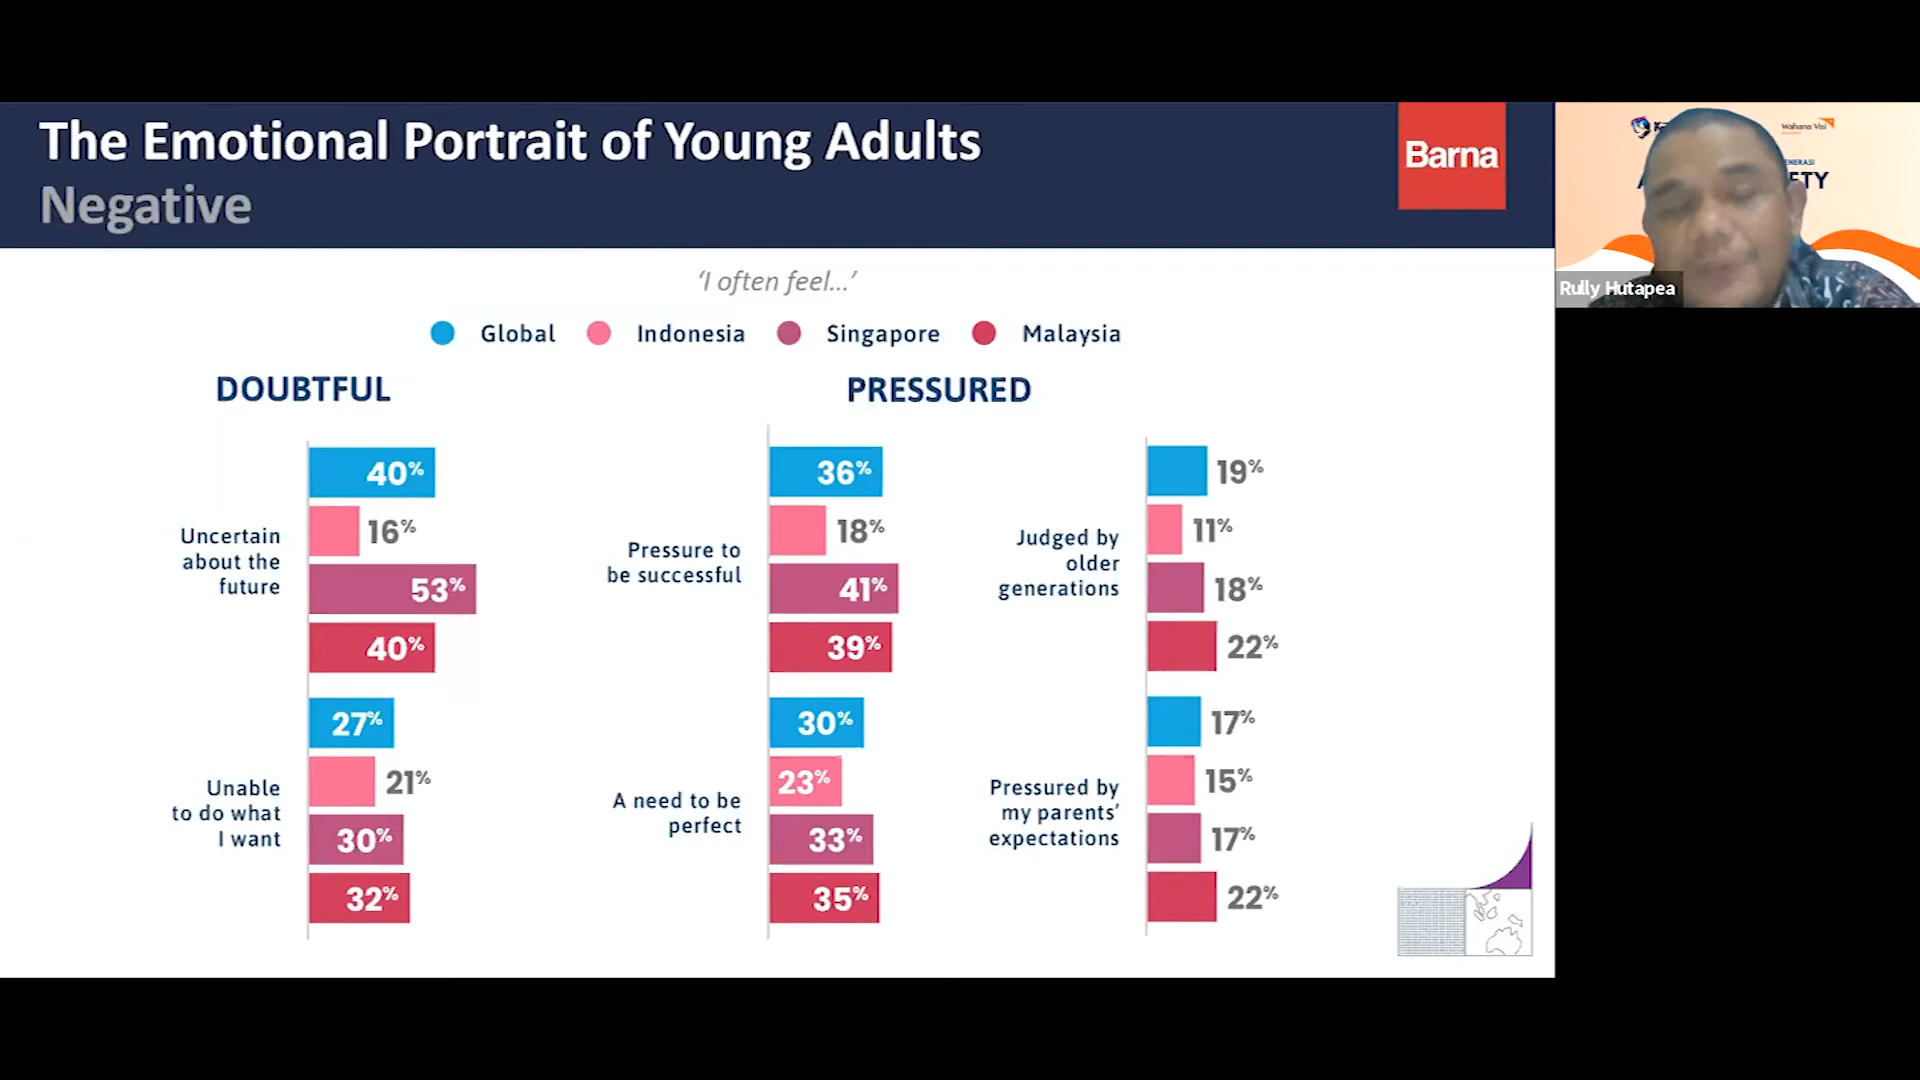 The Emotional Portrait of Young Adults
Negative
Barna
'I often feel...'
Global
Indonesia
Singapore
Malaysia
DOUBTFUL
Uncertain
about the
future
40%
16%
53%
40%
Unable
to do what
I want
27%
21%
30%
32%
PRESSURED
Pressure to
be successful
36%
18%
41%
39%
A need to be
perfect
30%
23%
33%
35%
Judged by
older
generations
19%
11%
18%
22%
Pressured by
my parents'
expectations
17%
15%
17%
22%
Wahana Visi
Rully Hutapea